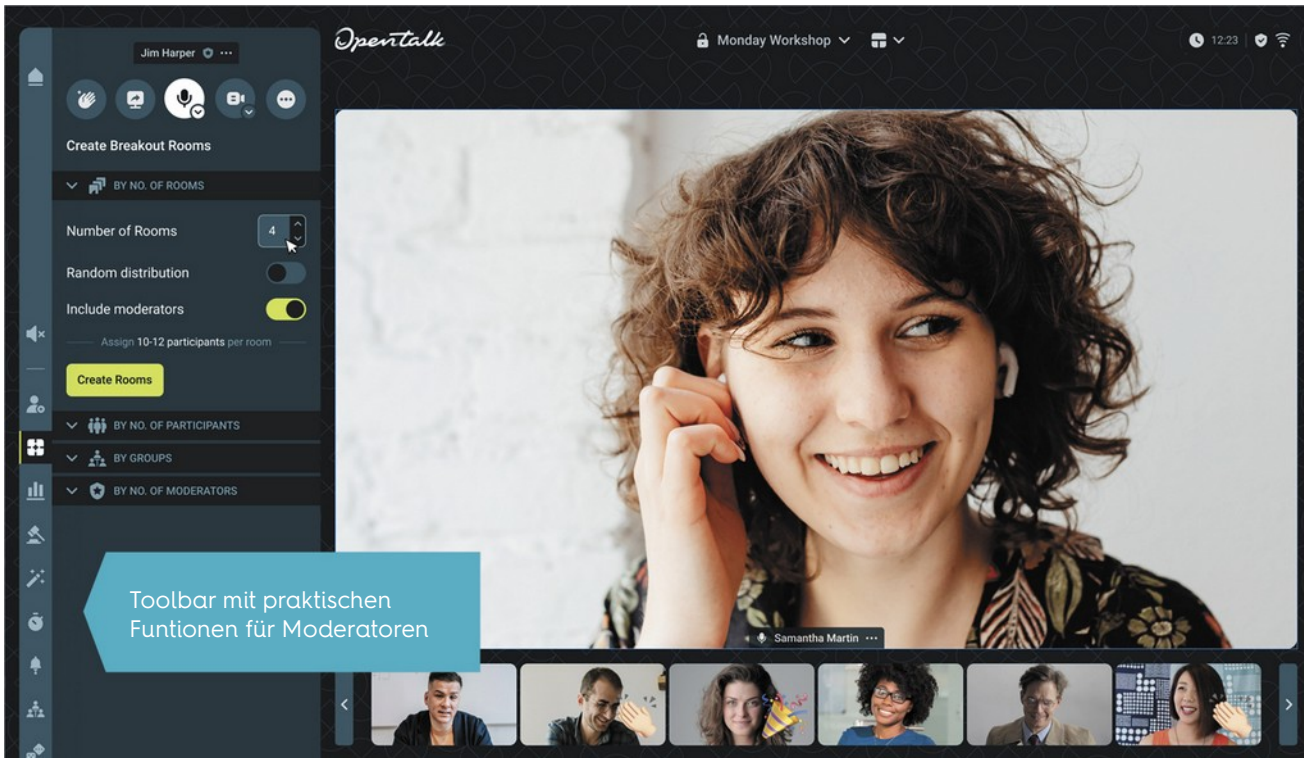 Jim Harper
Opentalk
Monday Workshop
12:23
Create Breakout Rooms
BY NO. OF ROOMS
Number of Rooms
4
Random distribution
Include moderators
Assign 10-12 participants per room
Create Rooms
BY NO. OF PARTICIPANTS
BY GROUPS
BY NO. OF MODERATORS
Toolbar mit praktischen
Funtionen für Moderatoren
Samantha Martin